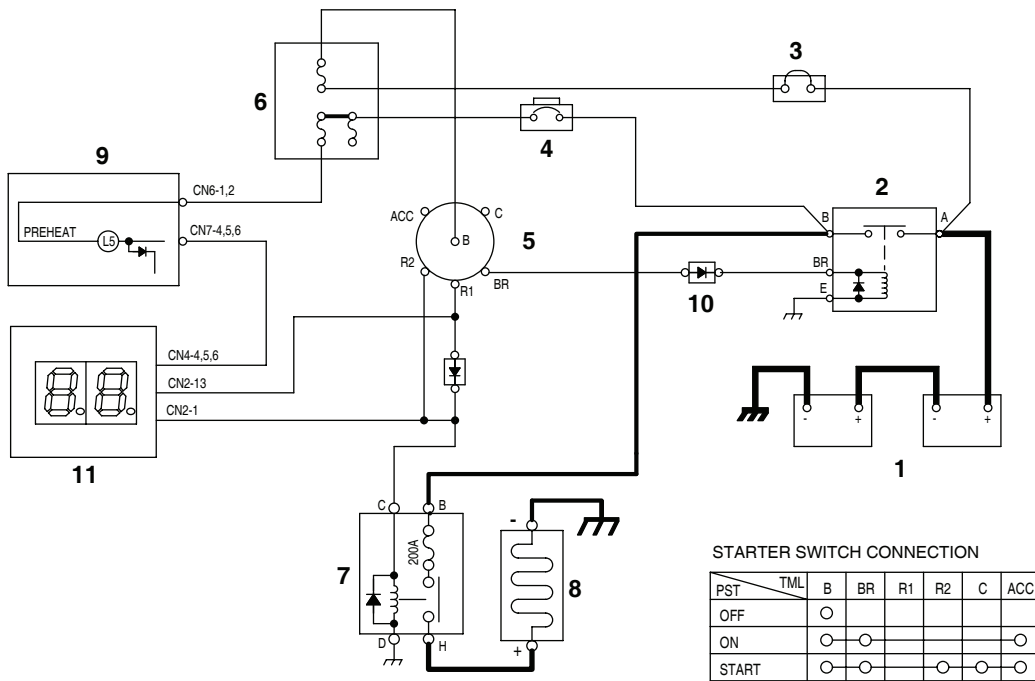 3
6
4
9
2
CN6-1,2
ACC
C
B
A
PREHEAT
L5
CN7-4,5,6
B
5
R2
BR
BR
R1
10
E
CN4-4,5,6
CN2-13
88
CN2-1
- + - +
11
1
C
B
-
200A
7
8
STARTER SWITCH CONNECTION
PST TML B BR R1 R2 C ACC
OFF
D
H
+
ON
START